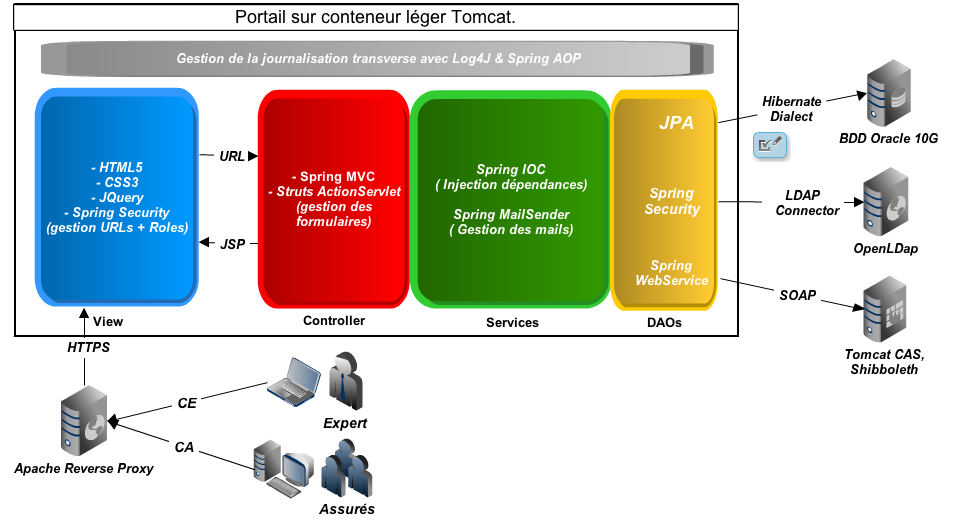 Portail sur conteneur léger Tomcat.
Gestion de la journalisation transverse avec Log4J & Spring AOP
- HTML5
- CSS3
- JQuery
- Spring Security
(gestion URLs + Roles)
View
URL
JSP
- Spring MVC
- Struts ActionServlet
(gestion des
formulaires)
Controller
Spring IOC
( Injection dépendances)
Spring MailSender
( Gestion des mails)
Services
JPA
Spring
Security
Spring
WebService
DAOs
Hibernate
Dialect
BDD Oracle 10G
LDAP
Connector
OpenLDap
SOAP
Tomcat CAS,
Shibboleth
HTTPS
Apache Reverse Proxy
CE
Expert
CA
Assurés